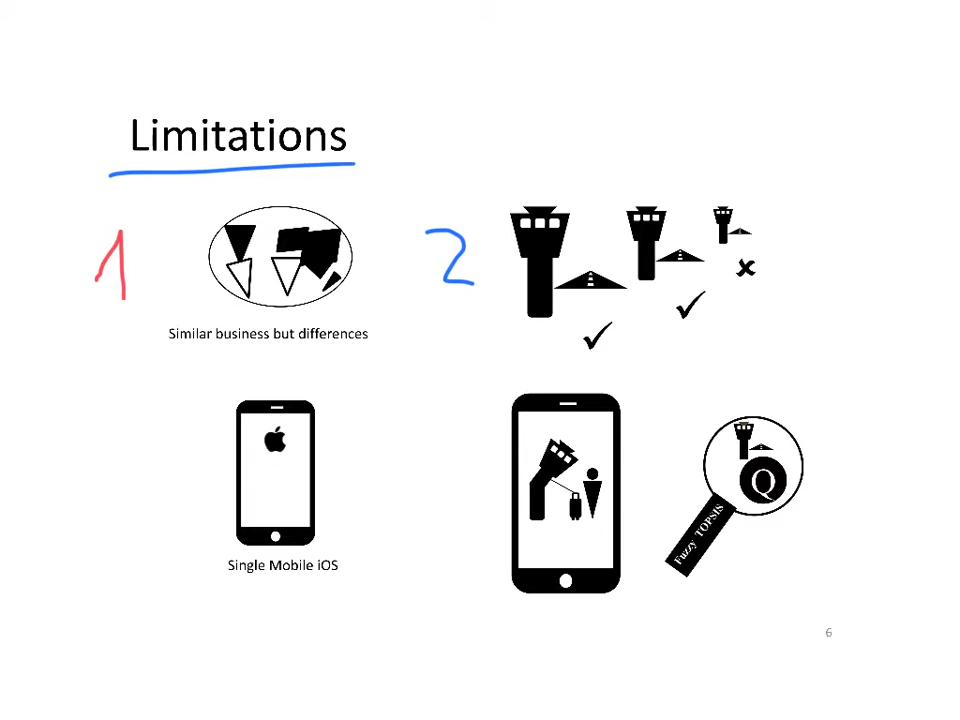 Limitations
1
2
Similar business but differences
Single Mobile iOS
Q
Fuzzy TOPSIS
6